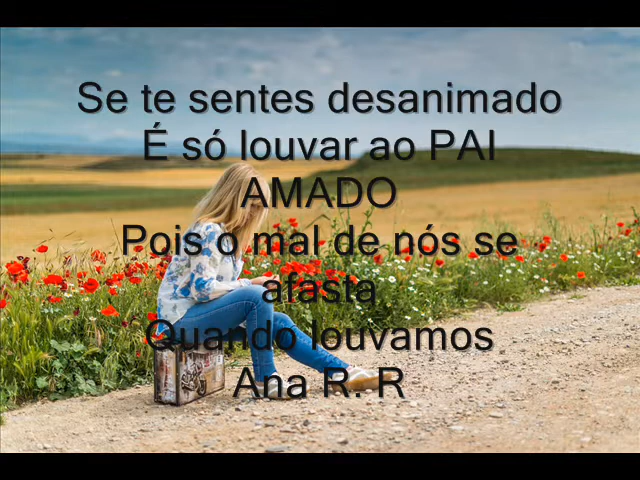 Se te sentes desanimado
É só louvar ao PAI
AMADO
Pois o mal de nós se
afasta
Quando louvamos
Ana R. R